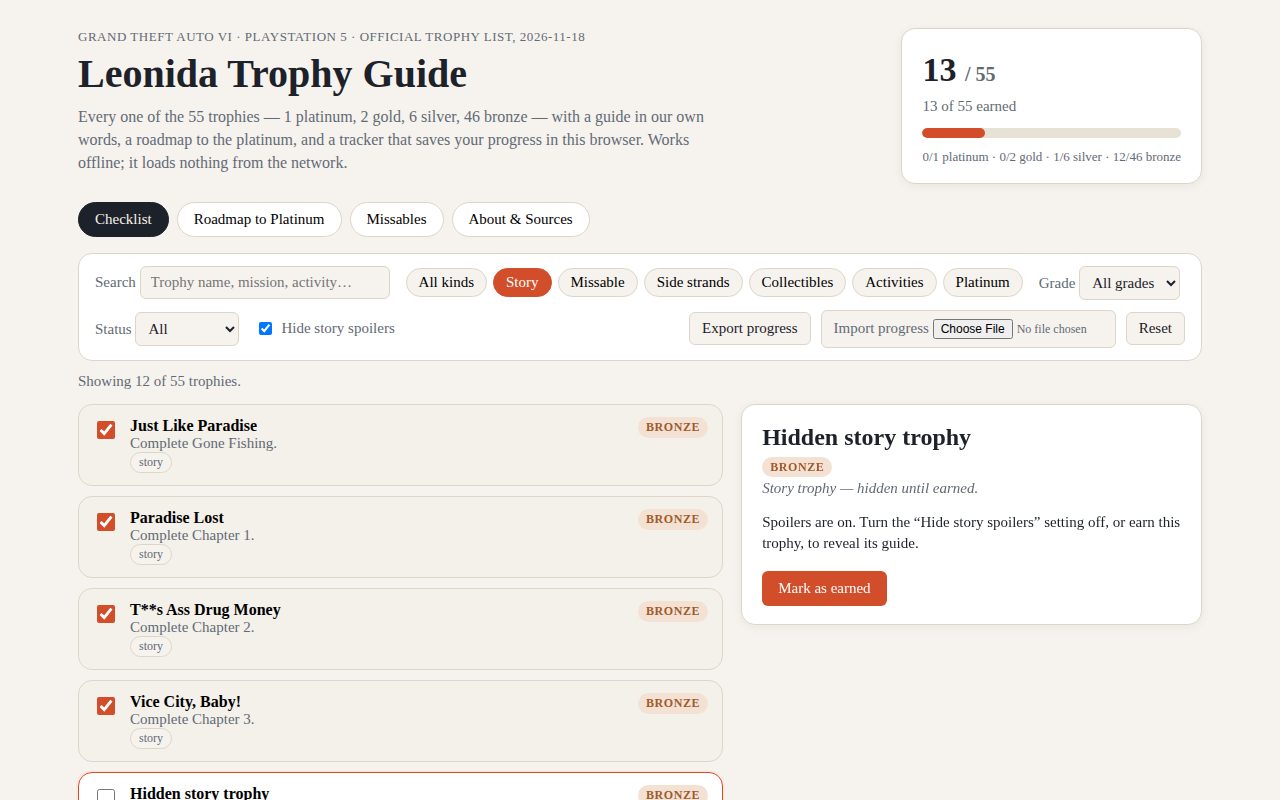 GRAND THEFT AUTO VI · PLAYSTATION 5 · OFFICIAL TROPHY LIST, 2026-11-18
Leonida Trophy Guide
Every one of the 55 trophies — 1 platinum, 2 gold, 6 silver, 46 bronze — with a guide in our own
words, a roadmap to the platinum, and a tracker that saves your progress in this browser. Works
offline; it loads nothing from the network.
13 / 55
13 of 55 earned
0/1 platinum · 0/2 gold · 1/6 silver · 12/46 bronze
Checklist Roadmap to Platinum Missables About & Sources
Search Trophy name, mission, activity… All kinds Story Missable Side strands Collectibles Activities Platinum Grade All grades
Status All Hide story spoilers Export progress Import progress Choose File No file chosen Reset
Showing 12 of 55 trophies.
Just Like Paradise BRONZE
Complete Gone Fishing.
story
Paradise Lost BRONZE
Complete Chapter 1.
story
T**s Ass Drug Money BRONZE
Complete Chapter 2.
story
Vice City, Baby! BRONZE
Complete Chapter 3.
story
Hidden story trophy BRONZE
Hidden story trophy
BRONZE
Story trophy — hidden until earned.
Spoilers are on. Turn the “Hide story spoilers” setting off, or earn this
trophy, to reveal its guide.
Mark as earned